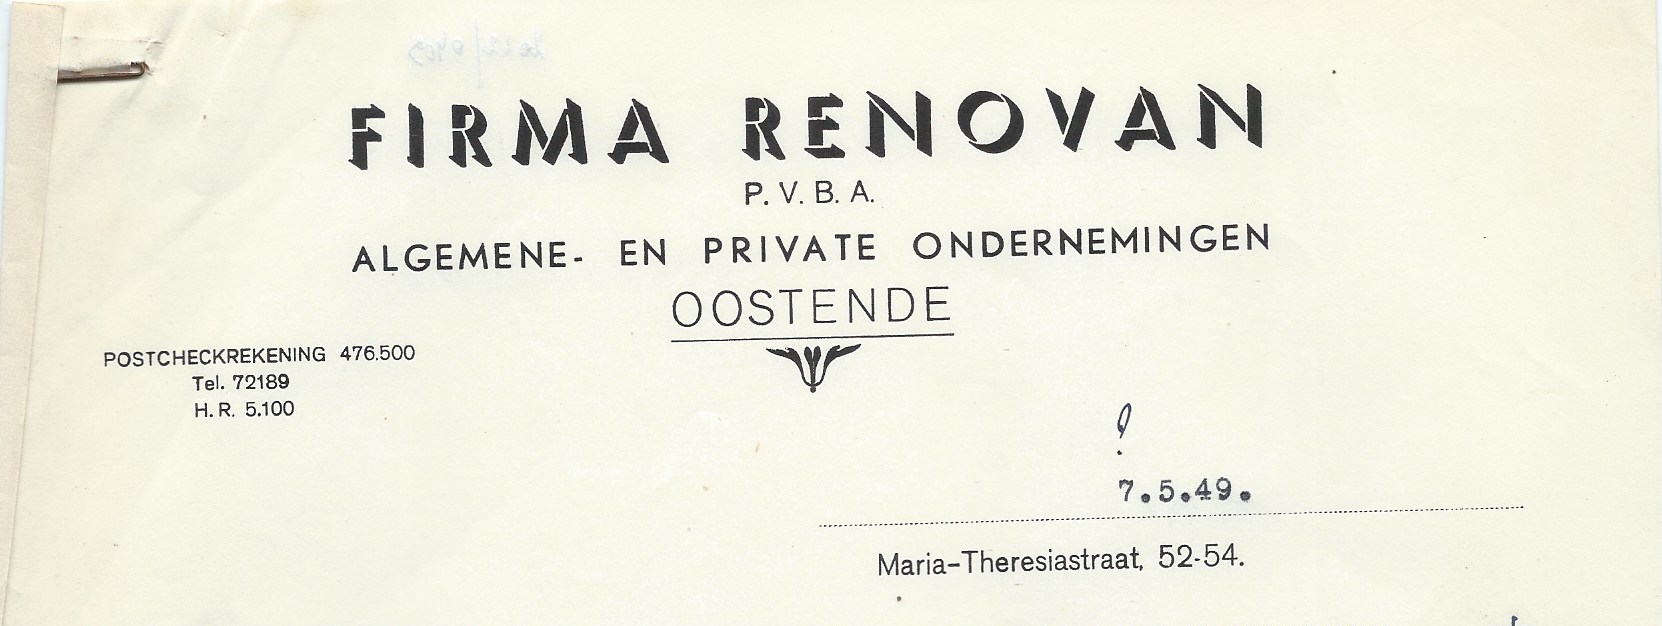 FIRMA RENOVAN
P. V. B. A.
ALGEMENE- EN PRIVATE ONDERNEMINGEN
OOSTENDE
POSTCHECKREKENING 476.500
Tel. 72189
H. R. 5.100
7.5.49.
Maria-Theresiastraat, 52-54.